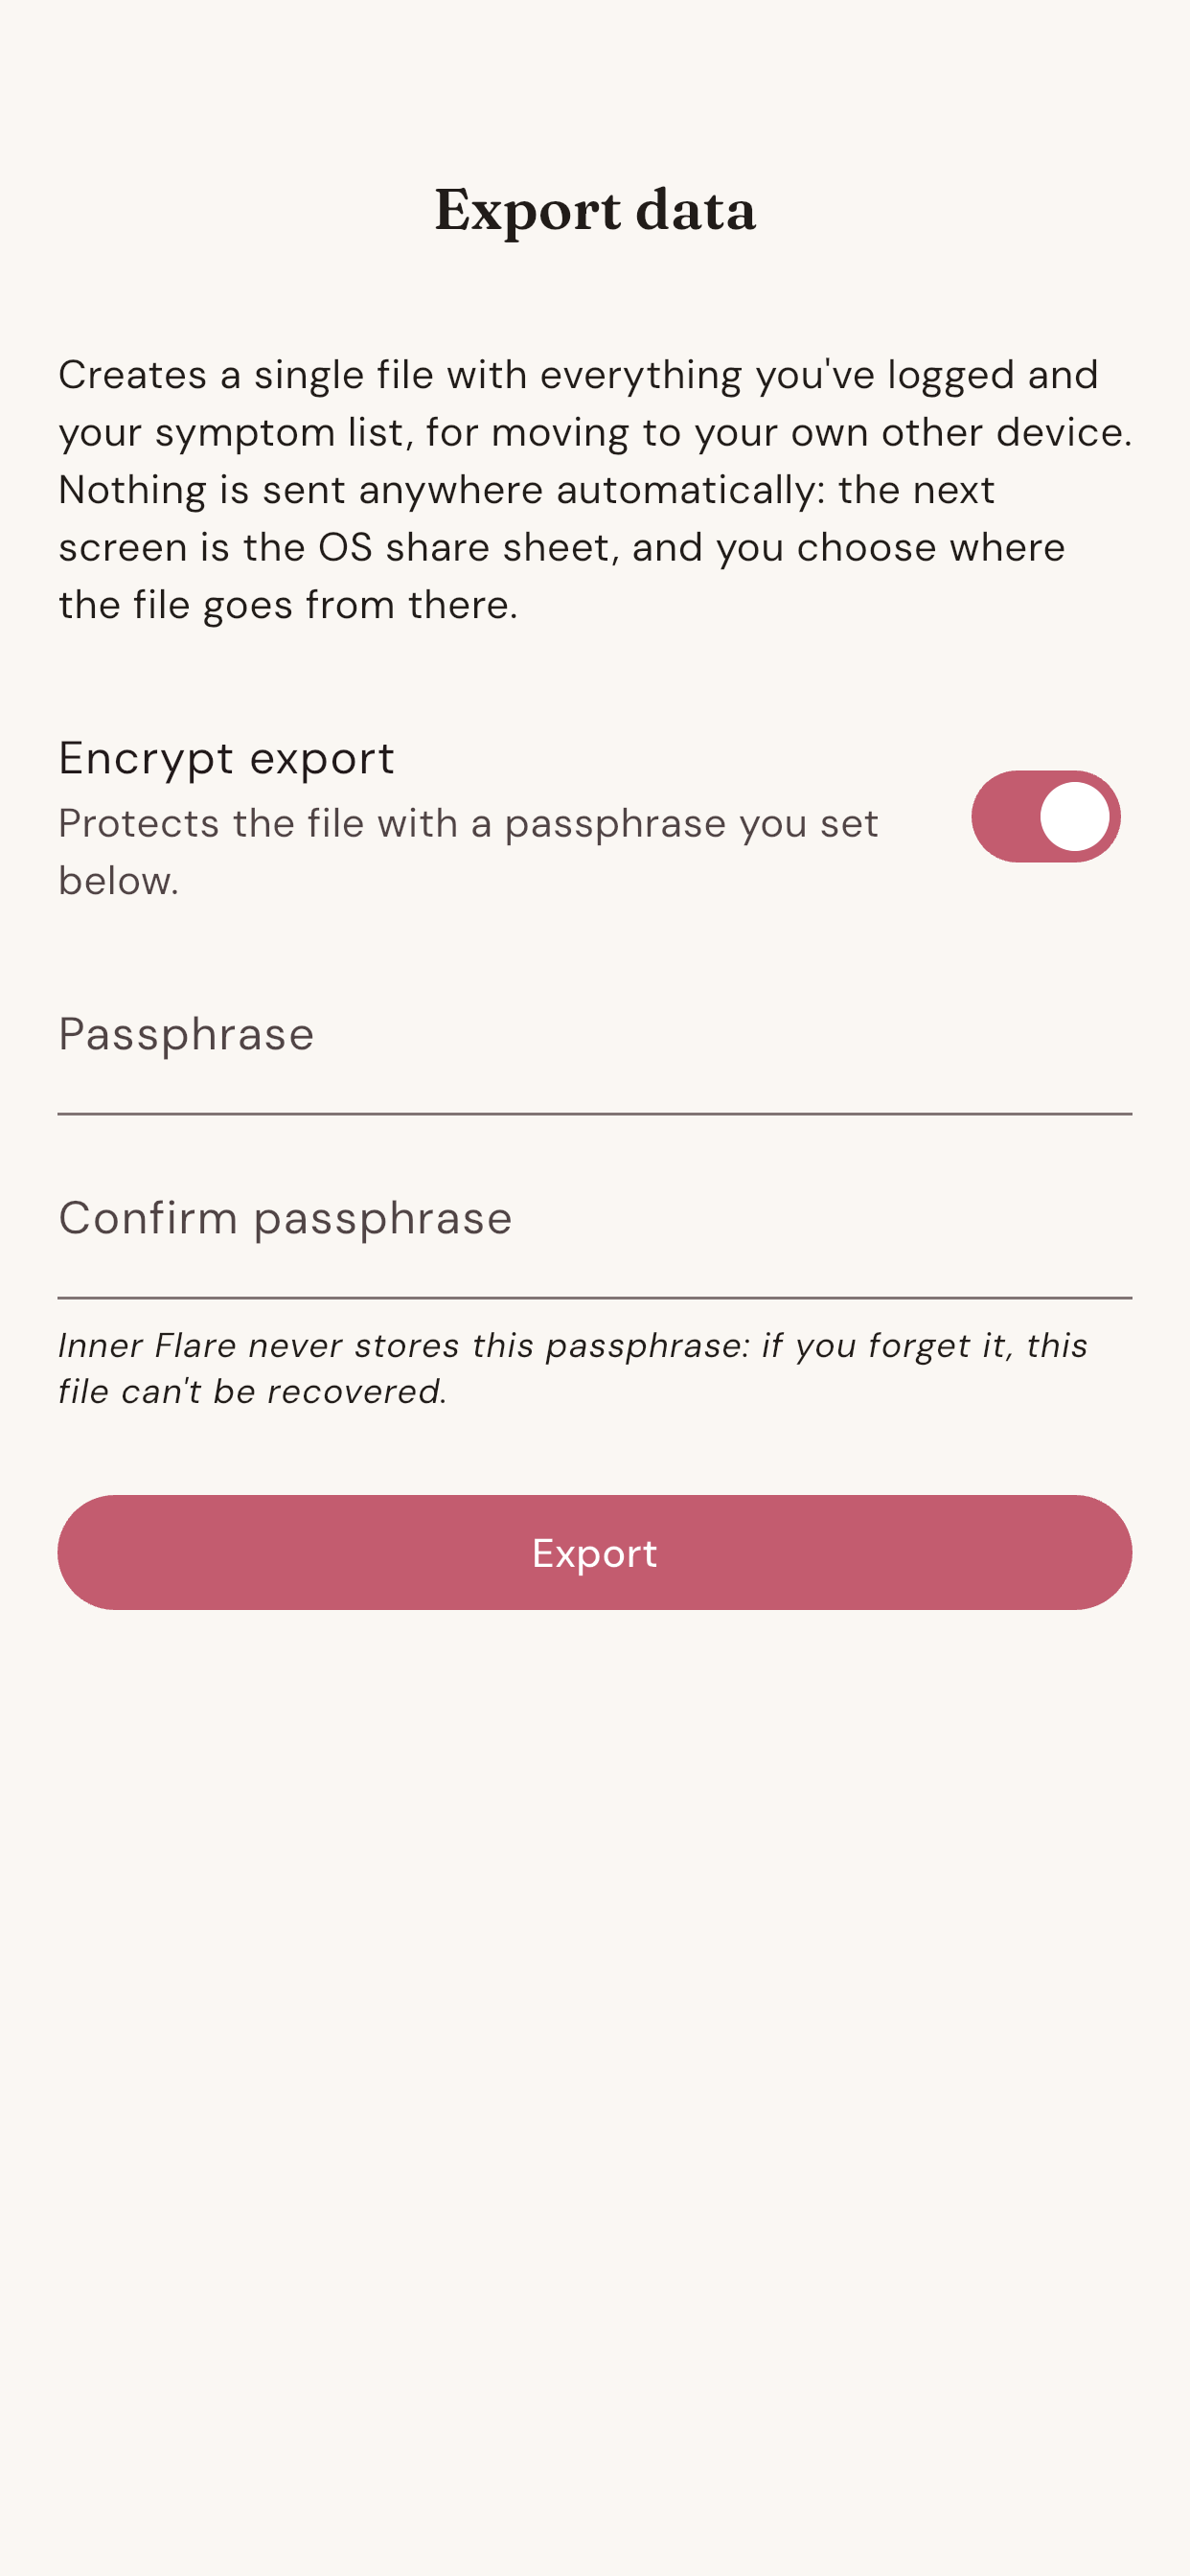 Export data
Creates a single file with everything you've logged and
your symptom list, for moving to your own other device.
Nothing is sent anywhere automatically: the next
screen is the OS share sheet, and you choose where
the file goes from there.
Encrypt export
Protects the file with a passphrase you set
below.
Passphrase
Confirm passphrase
Inner Flare never stores this passphrase: if you forget it, this
file can't be recovered.
Export